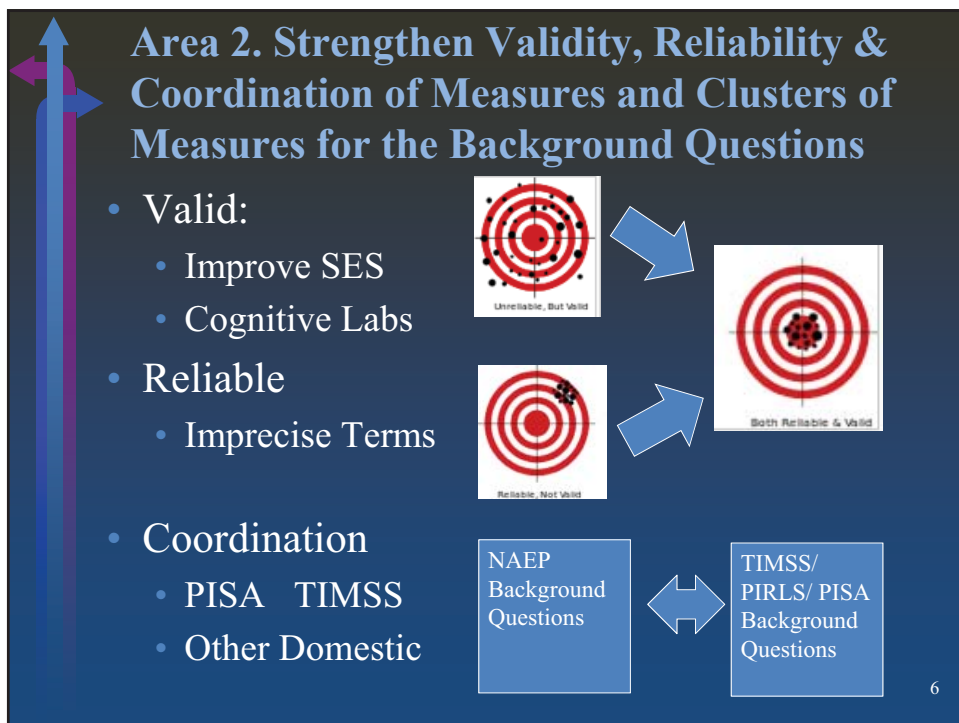 Area 2. Strengthen Validity, Reliability &
Coordination of Measures and Clusters of
Measures for the Background Questions
• Valid:
• Improve SES
• Cognitive Labs
• Reliable
• Imprecise Terms
• Coordination
• PISA TIMSS
• Other Domestic
Unreliable, But Valid
Reliable, Not Valid
Both Reliable & Valid
NAEP
Background
Questions
TIMSS/
PIRLS/ PISA
Background
Questions
6